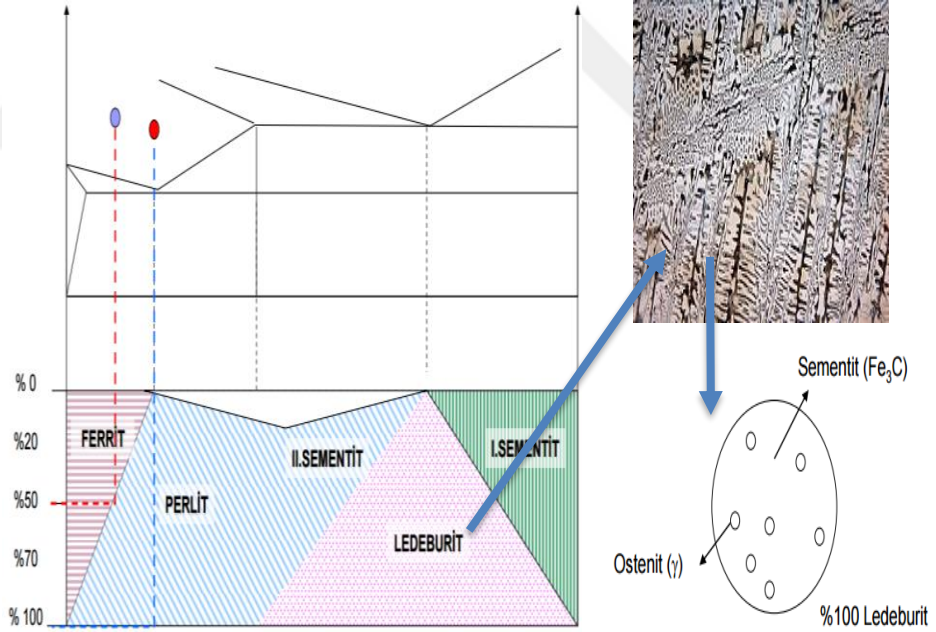 % 0
%20
%50
%70
% 100
FERRİT
PERLİT
II.SEMENTİT
LEDEBURİT
I.SEMENTİT
Sementit (Fe₃C)
Ostenit (γ)
%100 Ledeburit